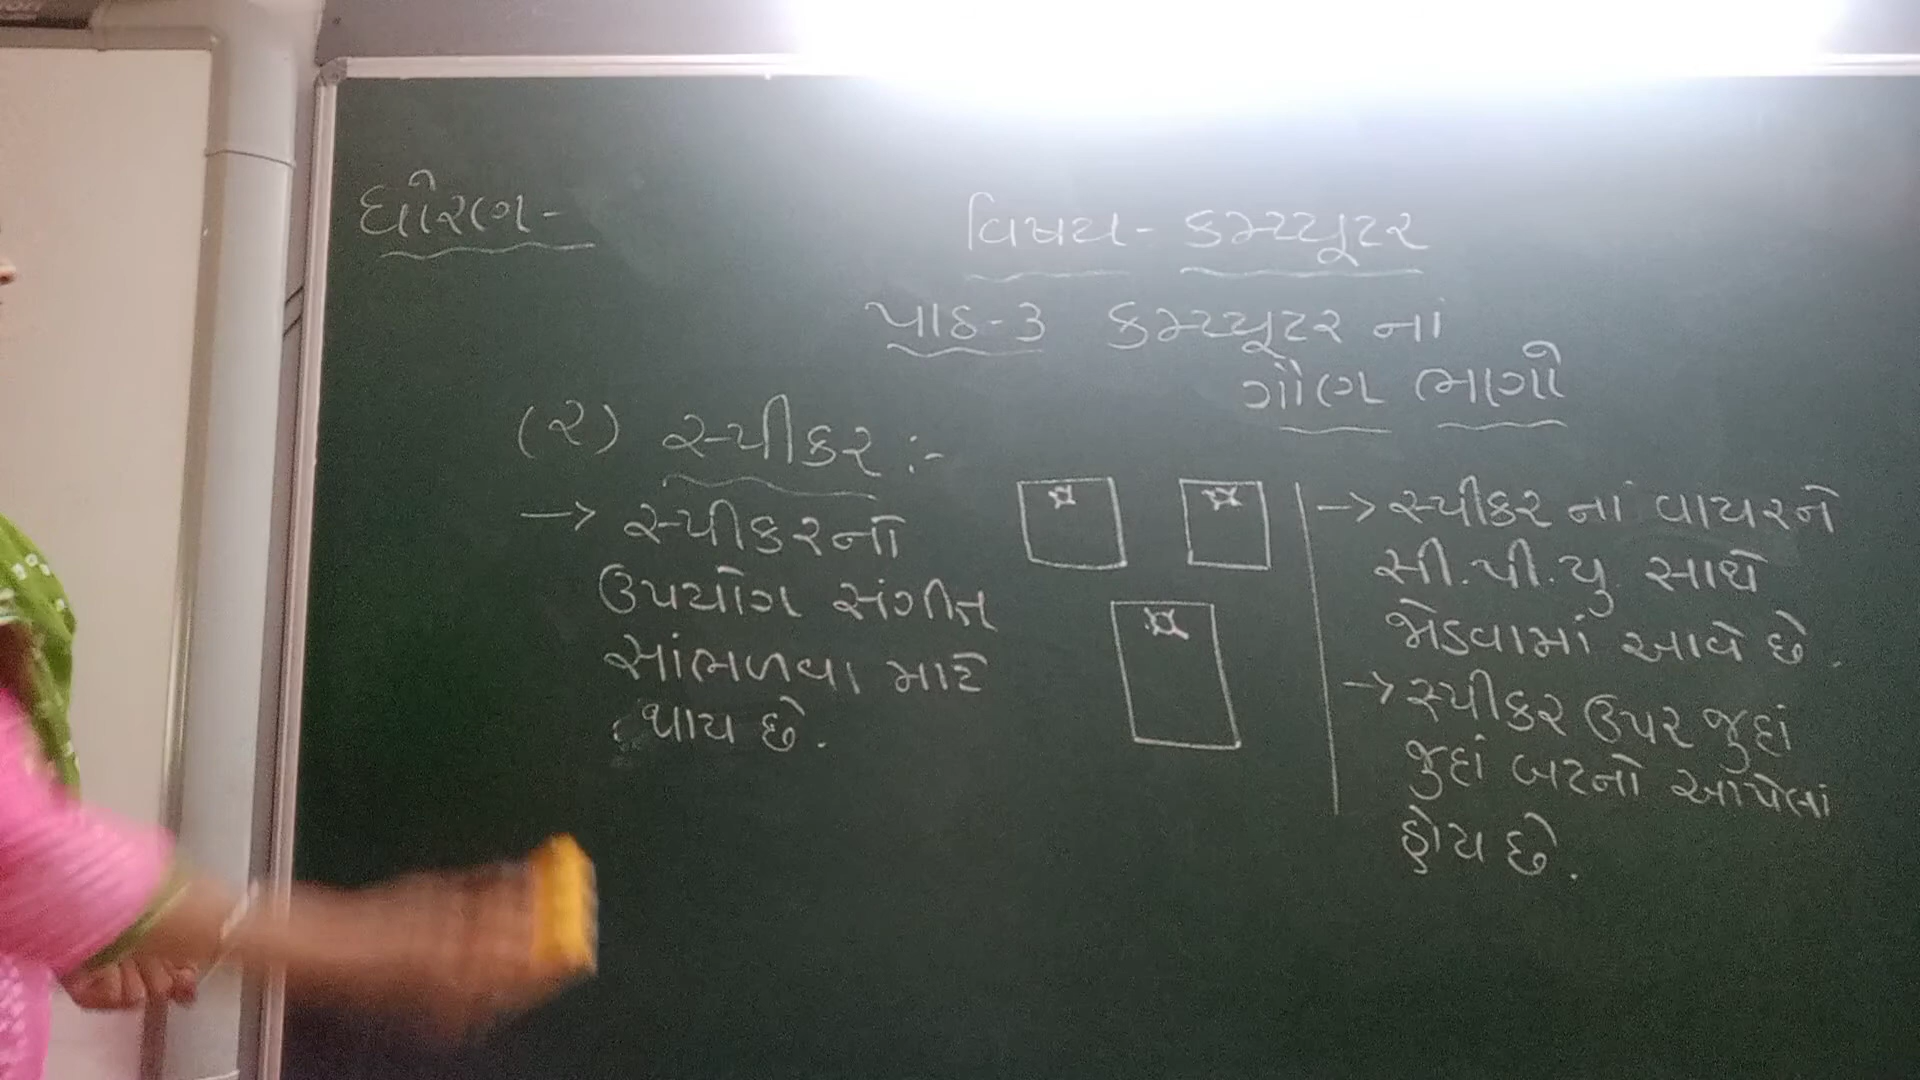 ધોરણ-
વિષય- કમ્પ્યૂટર
પાઠ-૩ કમ્પ્યૂટર નાં
ગૌણ ભાગો
(૨) સ્પીકર :-
→ સ્પીકરનો
ઉપયોગ સંગીત
સાંભળવા માટે
થાય છે.
→ સ્પીકર નાં વાયરને
સી.પી.યુ સાથે
જોડવામાં આવે છે.
→ સ્પીકર ઉપર જુદાં
જુદાં બટનો આપેલાં
હોય છે.